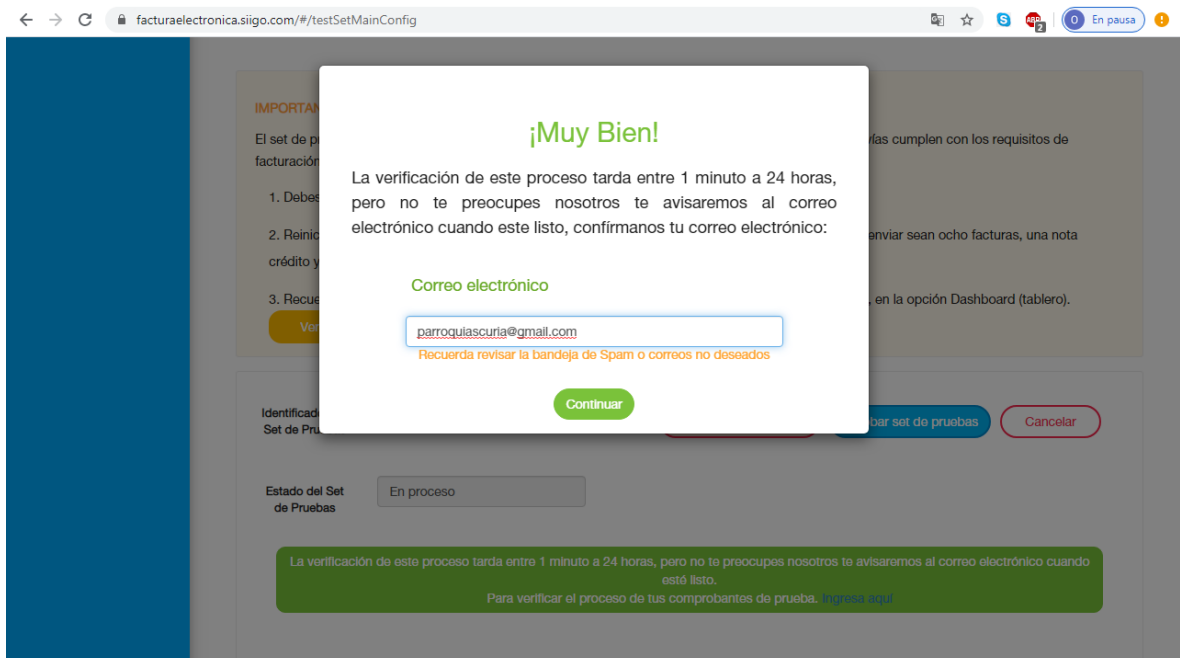 facturaelectronica.siigo.com/#/testSetMainConfig
ABP
2
O
En pausa
IMPORTAN
¡Muy Bien!
El set de p
vías cumplen con los requisitos de
facturación
La verificación de este proceso tarda entre 1 minuto a 24 horas,
1. Debes
pero no te preocupes nosotros te avisaremos al correo
electrónico cuando este listo, confírmanos tu correo electrónico:
2. Reinic
enviar sean ocho facturas, una nota
crédito y
Correo electrónico
3. Recue
, en la opción Dashboard (tablero).
Ver
parroquiascuria@gmail.com
Recuerda revisar la bandeja de Spam o correos no deseados
Continuar
Identificado
Set de Pru
bar set de pruebas
Cancelar
Estado del Set
de Pruebas
En proceso
La verificación de este proceso tarda entre 1 minuto a 24 horas, pero no te preocupes nosotros te avisaremos al correo electrónico cuando
esté listo.
Para verificar el proceso de tus comprobantes de prueba. Ingresa aquí